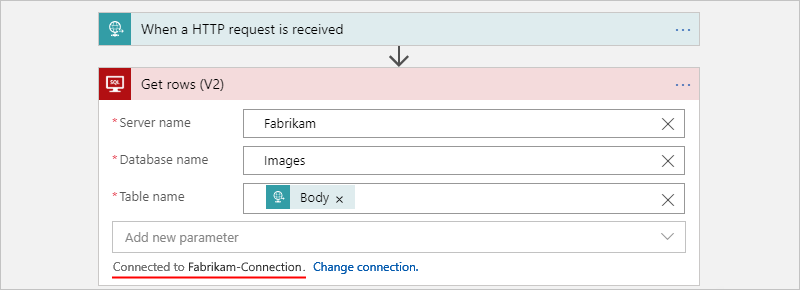 When a HTTP request is received
...
SQL
Get rows (V2)
...
* Server name Fabrikam
* Database name Images
* Table name Body ×
Add new parameter
Connected to Fabrikam-Connection. Change connection.